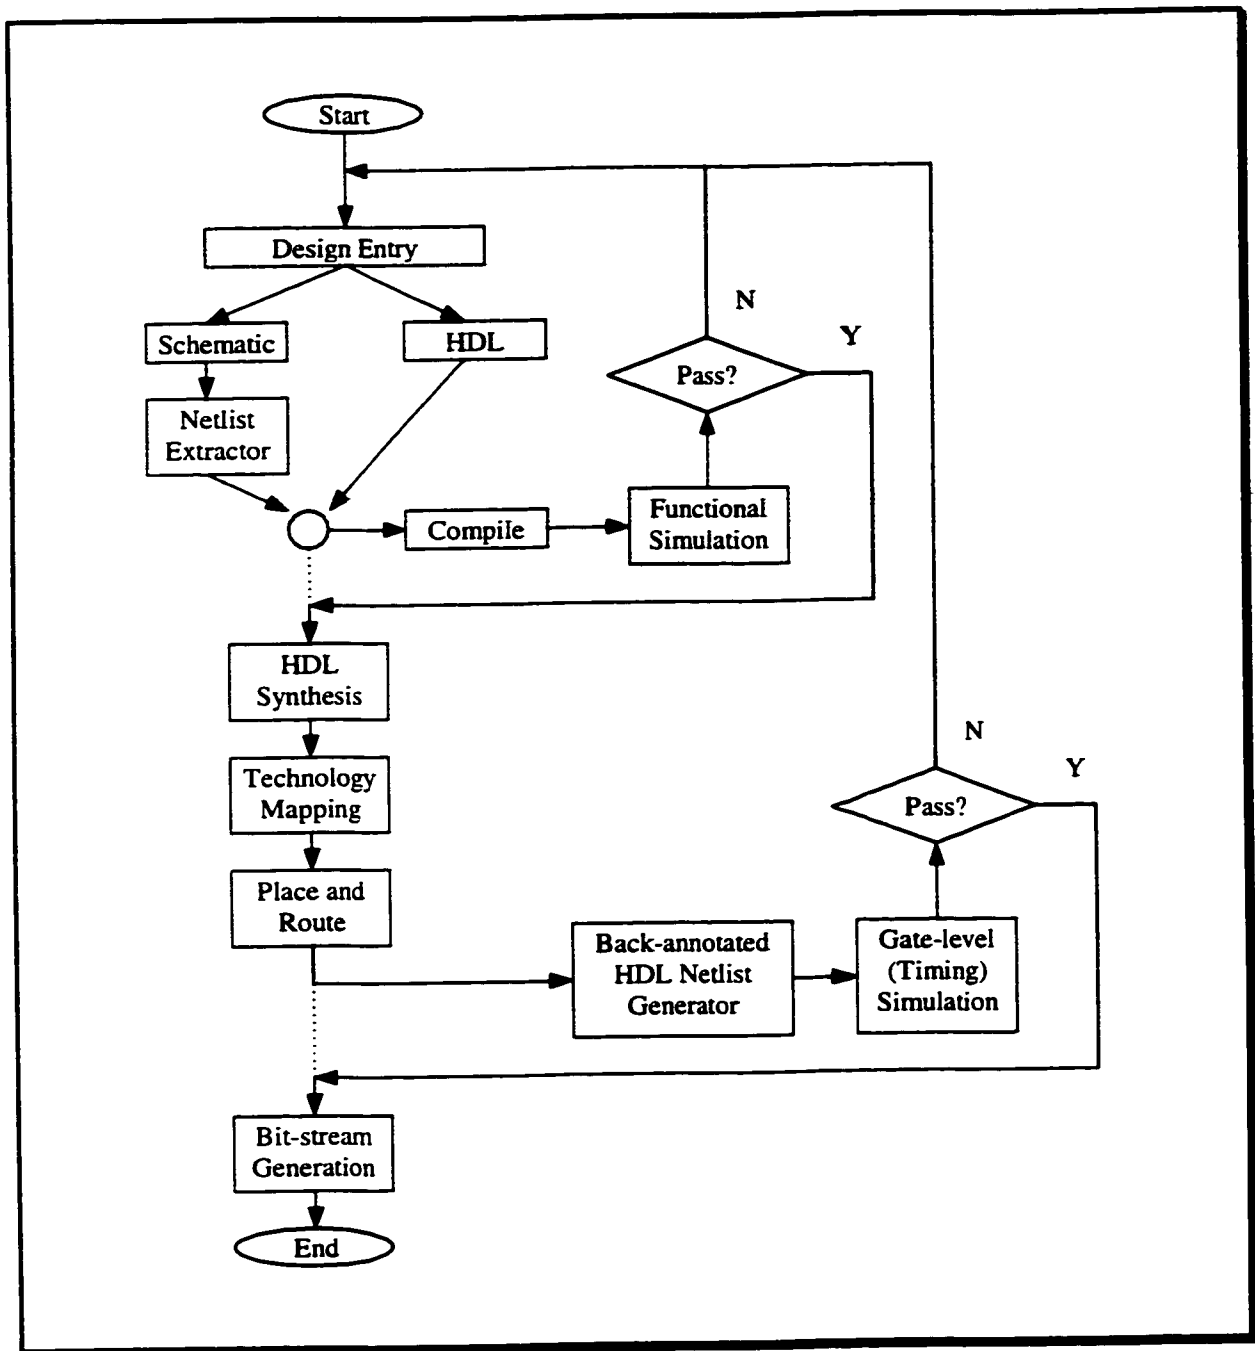 Start
Design Entry
N
Y
Schematic
HDL
Pass?
Netlist
Extractor
Compile
Functional
Simulation
HDL
Synthesis
N
Y
Technology
Mapping
Pass?
Place and
Route
Back-annotated
HDL Netlist
Generator
Gate-level
(Timing)
Simulation
Bit-stream
Generation
End